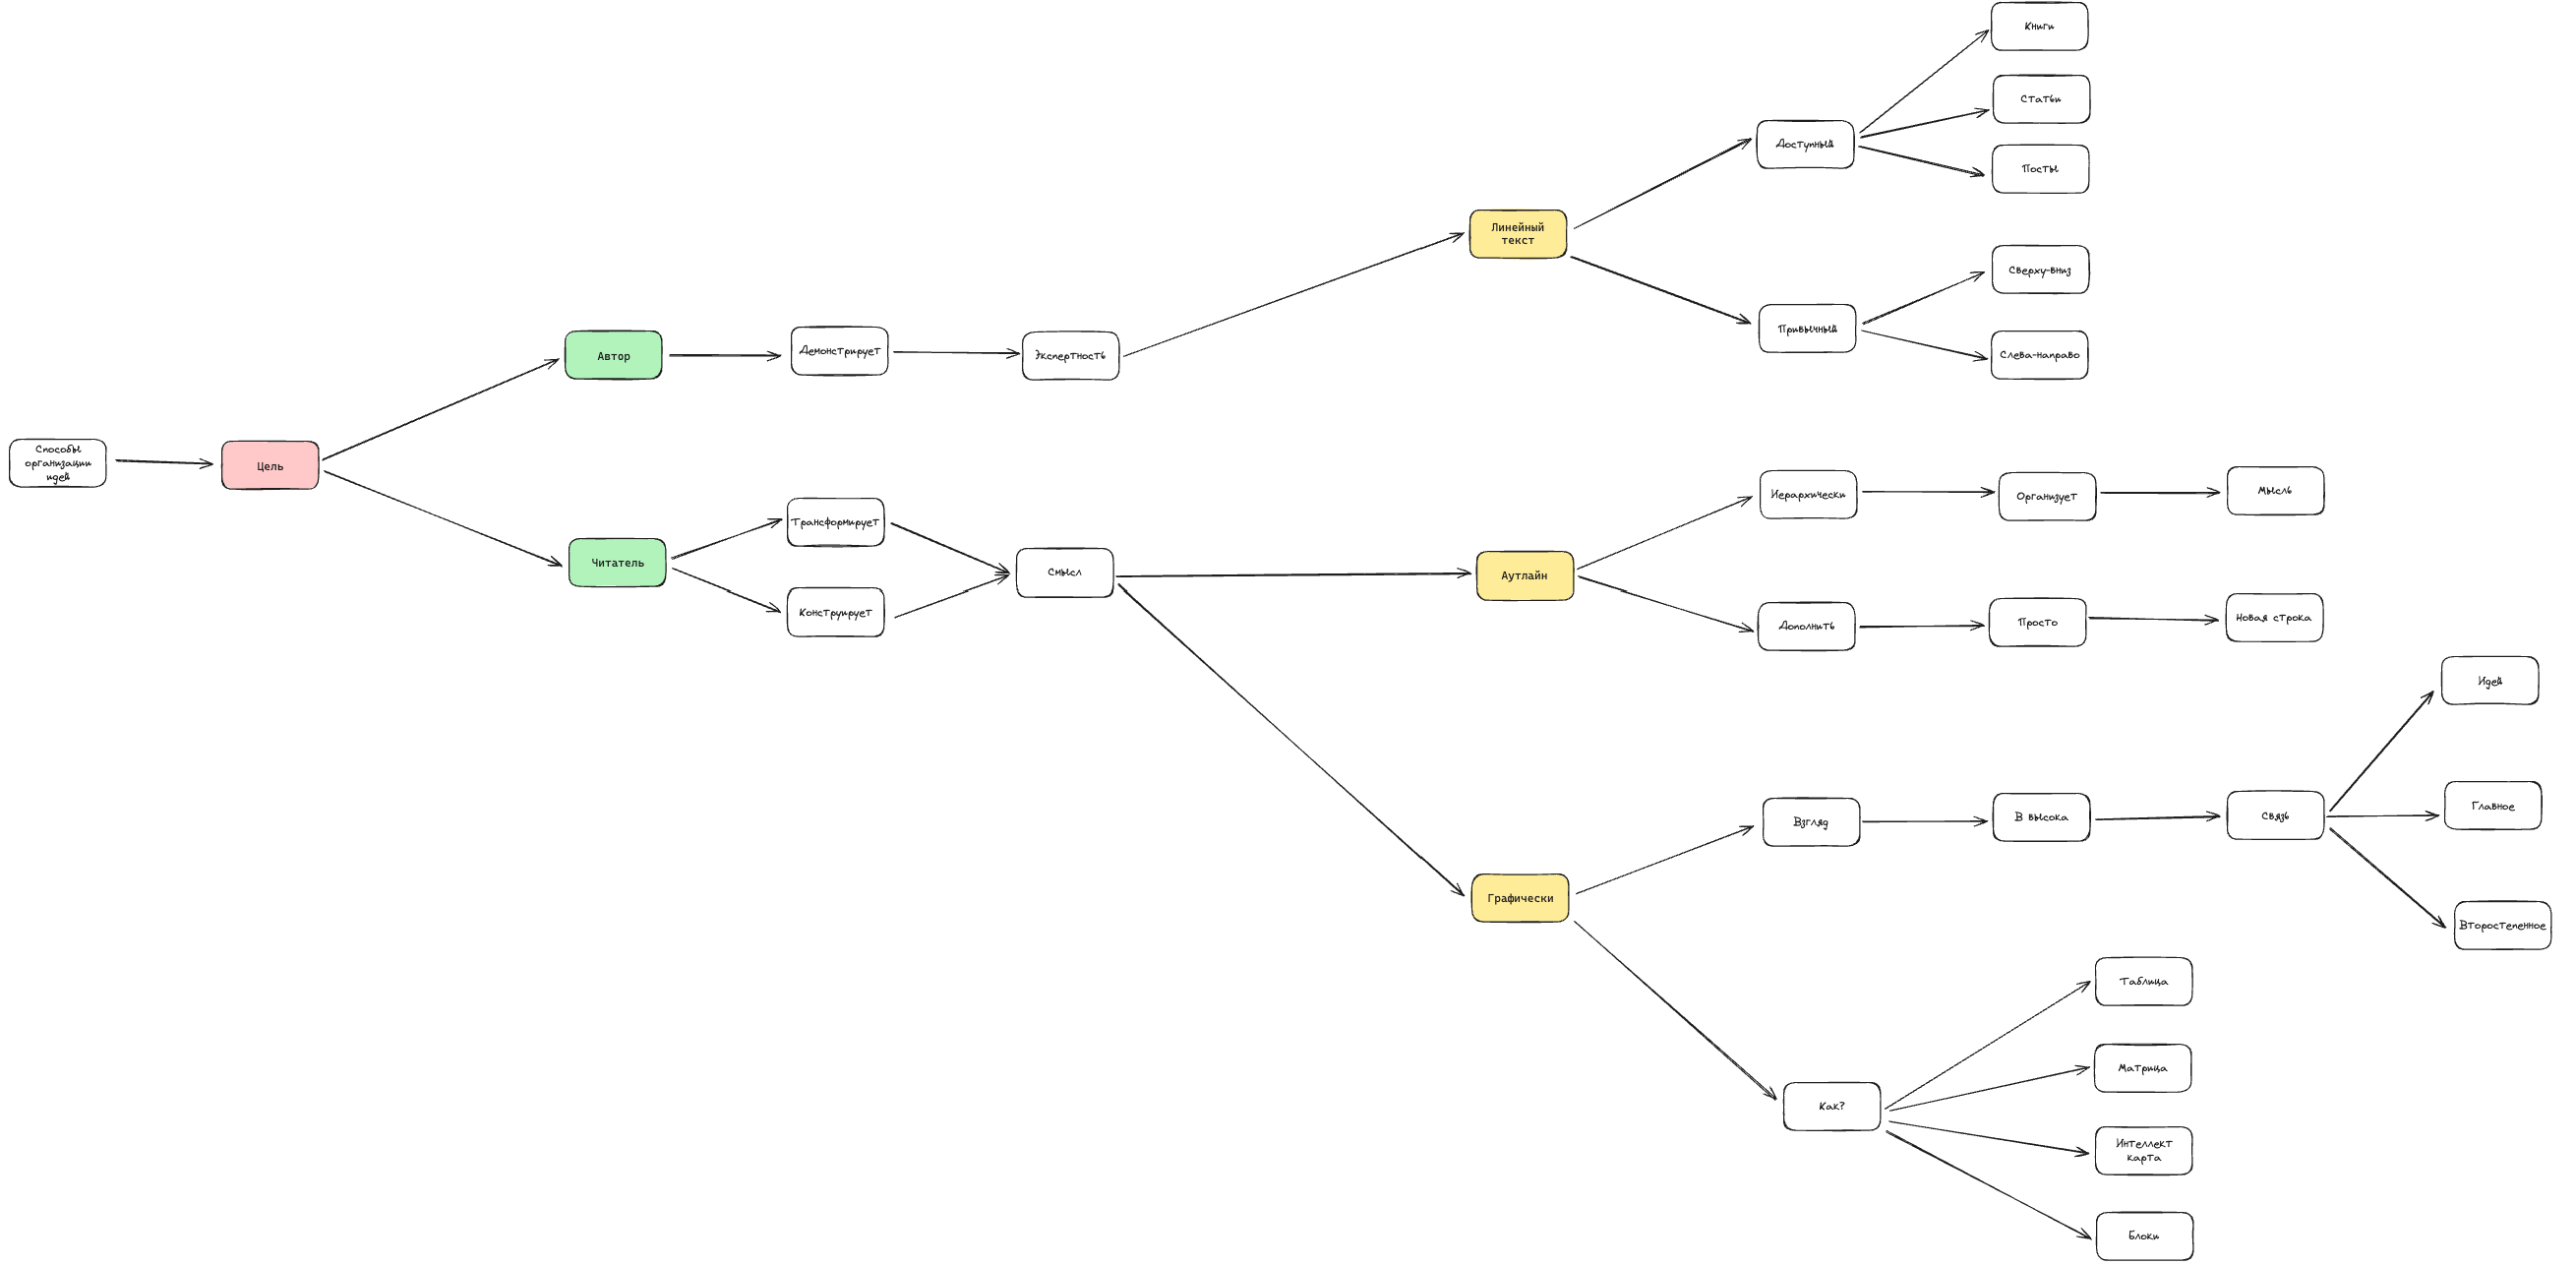 Способы
организации
идей
Цель
Автор
Демонстрирует
Экспертность
Линейный
текст
Доступный
Книги
Статьи
Посты
Привычный
Сверху-вниз
Слева-направо
Читатель
Трансформирует
Конструирует
Смысл
Аутлайн
Иерархически
Организует
Мысль
Дополнить
Просто
Новая строка
Графически
Взгляд
В высока
Связь
Идей
Главное
Второстепенное
Как?
Таблица
Матрица
Интеллект
карта
Блоки